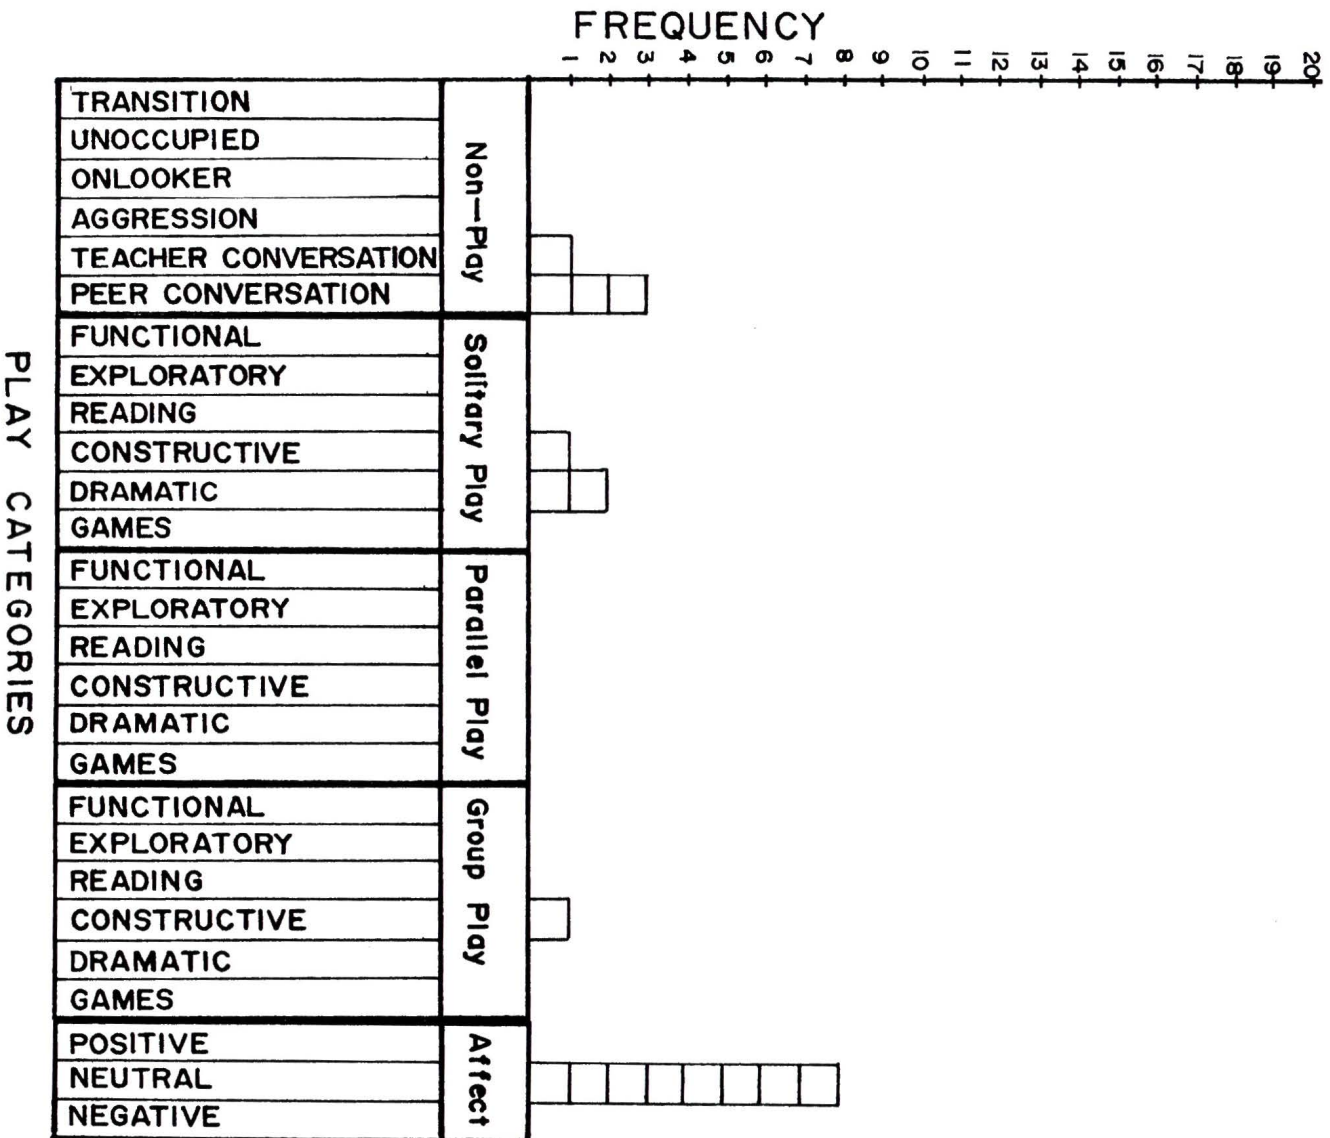 FREQUENCY
1 2 3 4 5 6 7 8 9 10 11 12 13 14 15 16 17 18 19 20
PLAY CATEGORIES
Non-Play
TRANSITION
UNOCCUPIED
ONLOOKER
AGGRESSION
TEACHER CONVERSATION
PEER CONVERSATION
Solitary Play
FUNCTIONAL
EXPLORATORY
READING
CONSTRUCTIVE
DRAMATIC
GAMES
Parallel Play
FUNCTIONAL
EXPLORATORY
READING
CONSTRUCTIVE
DRAMATIC
GAMES
Group Play
FUNCTIONAL
EXPLORATORY
READING
CONSTRUCTIVE
DRAMATIC
GAMES
Affect
POSITIVE
NEUTRAL
NEGATIVE